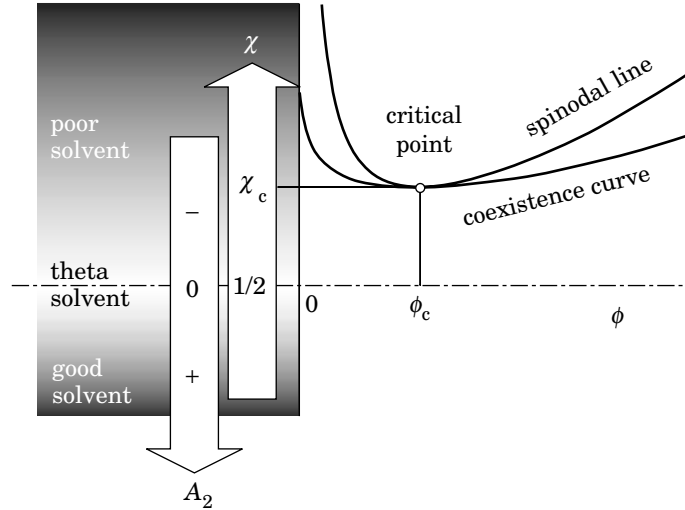 χ
poor
solvent
critical
point
spinodal line
χc
coexistence curve
−
theta
solvent
0
1/2
0
ϕc
ϕ
good
solvent
+
A2